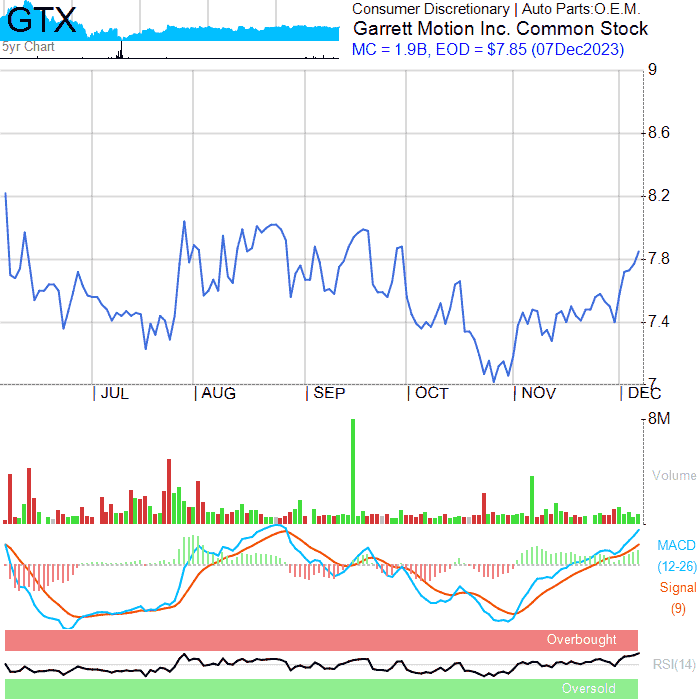 GTX
5yr Chart
Consumer Discretionary | Auto Parts:O.E.M.
Garrett Motion Inc. Common Stock
MC = 1.9B, EOD = $7.85 (07Dec2023)
9
8.6
8.2
7.8
7.4
7
JUL AUG SEP OCT NOV DEC
8M
Volume
MACD
(12-26)
Signal
(9)
Overbought
RSI(14)
Oversold